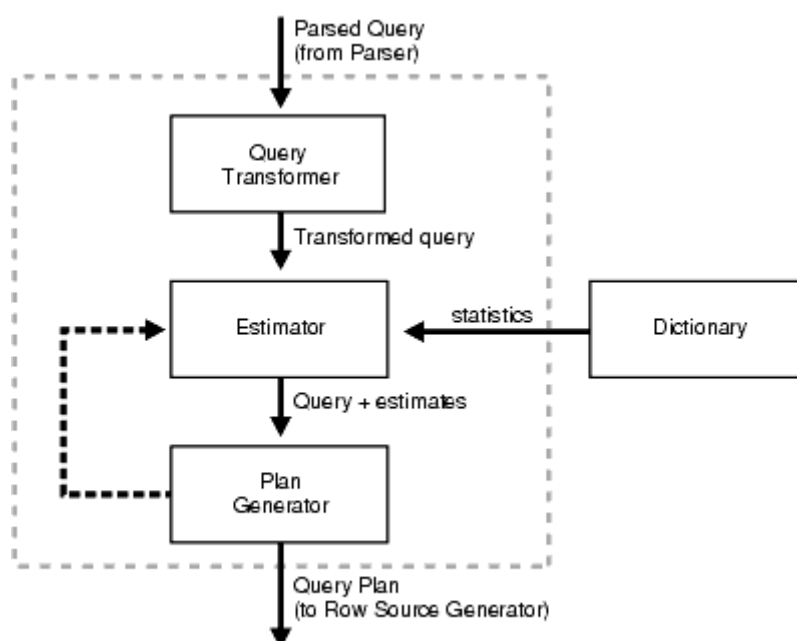 Parsed Query
(from Parser)
Query
Transformer
Transformed query
Estimator
statistics
Dictionary
Query + estimates
Plan
Generator
Query Plan
(to Row Source Generator)